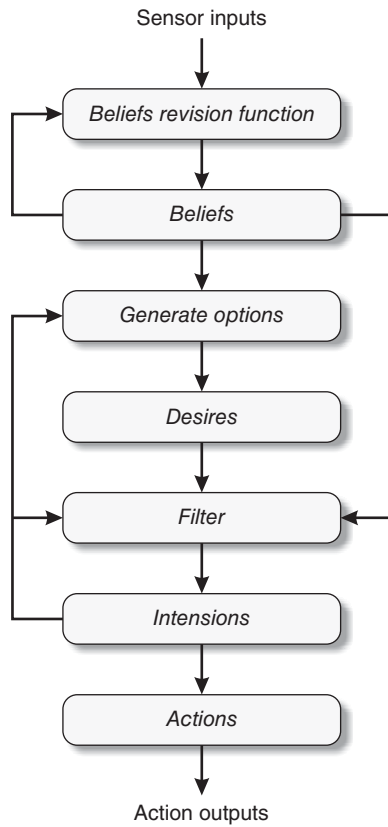 Sensor inputs
Beliefs revision function
Beliefs
Generate options
Desires
Filter
Intensions
Actions
Action outputs